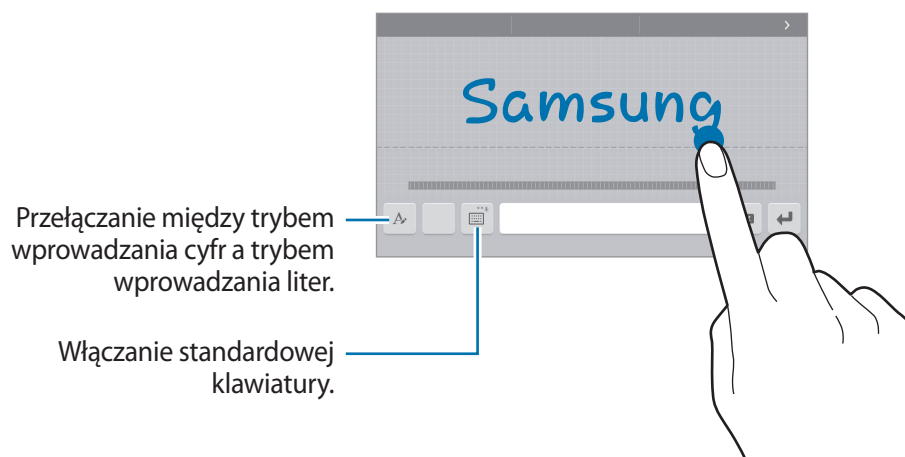 Samsung
Przełączanie między trybem
wprowadzania cyfr a trybem
wprowadzania liter.
Włączanie standardowej
klawiatury.